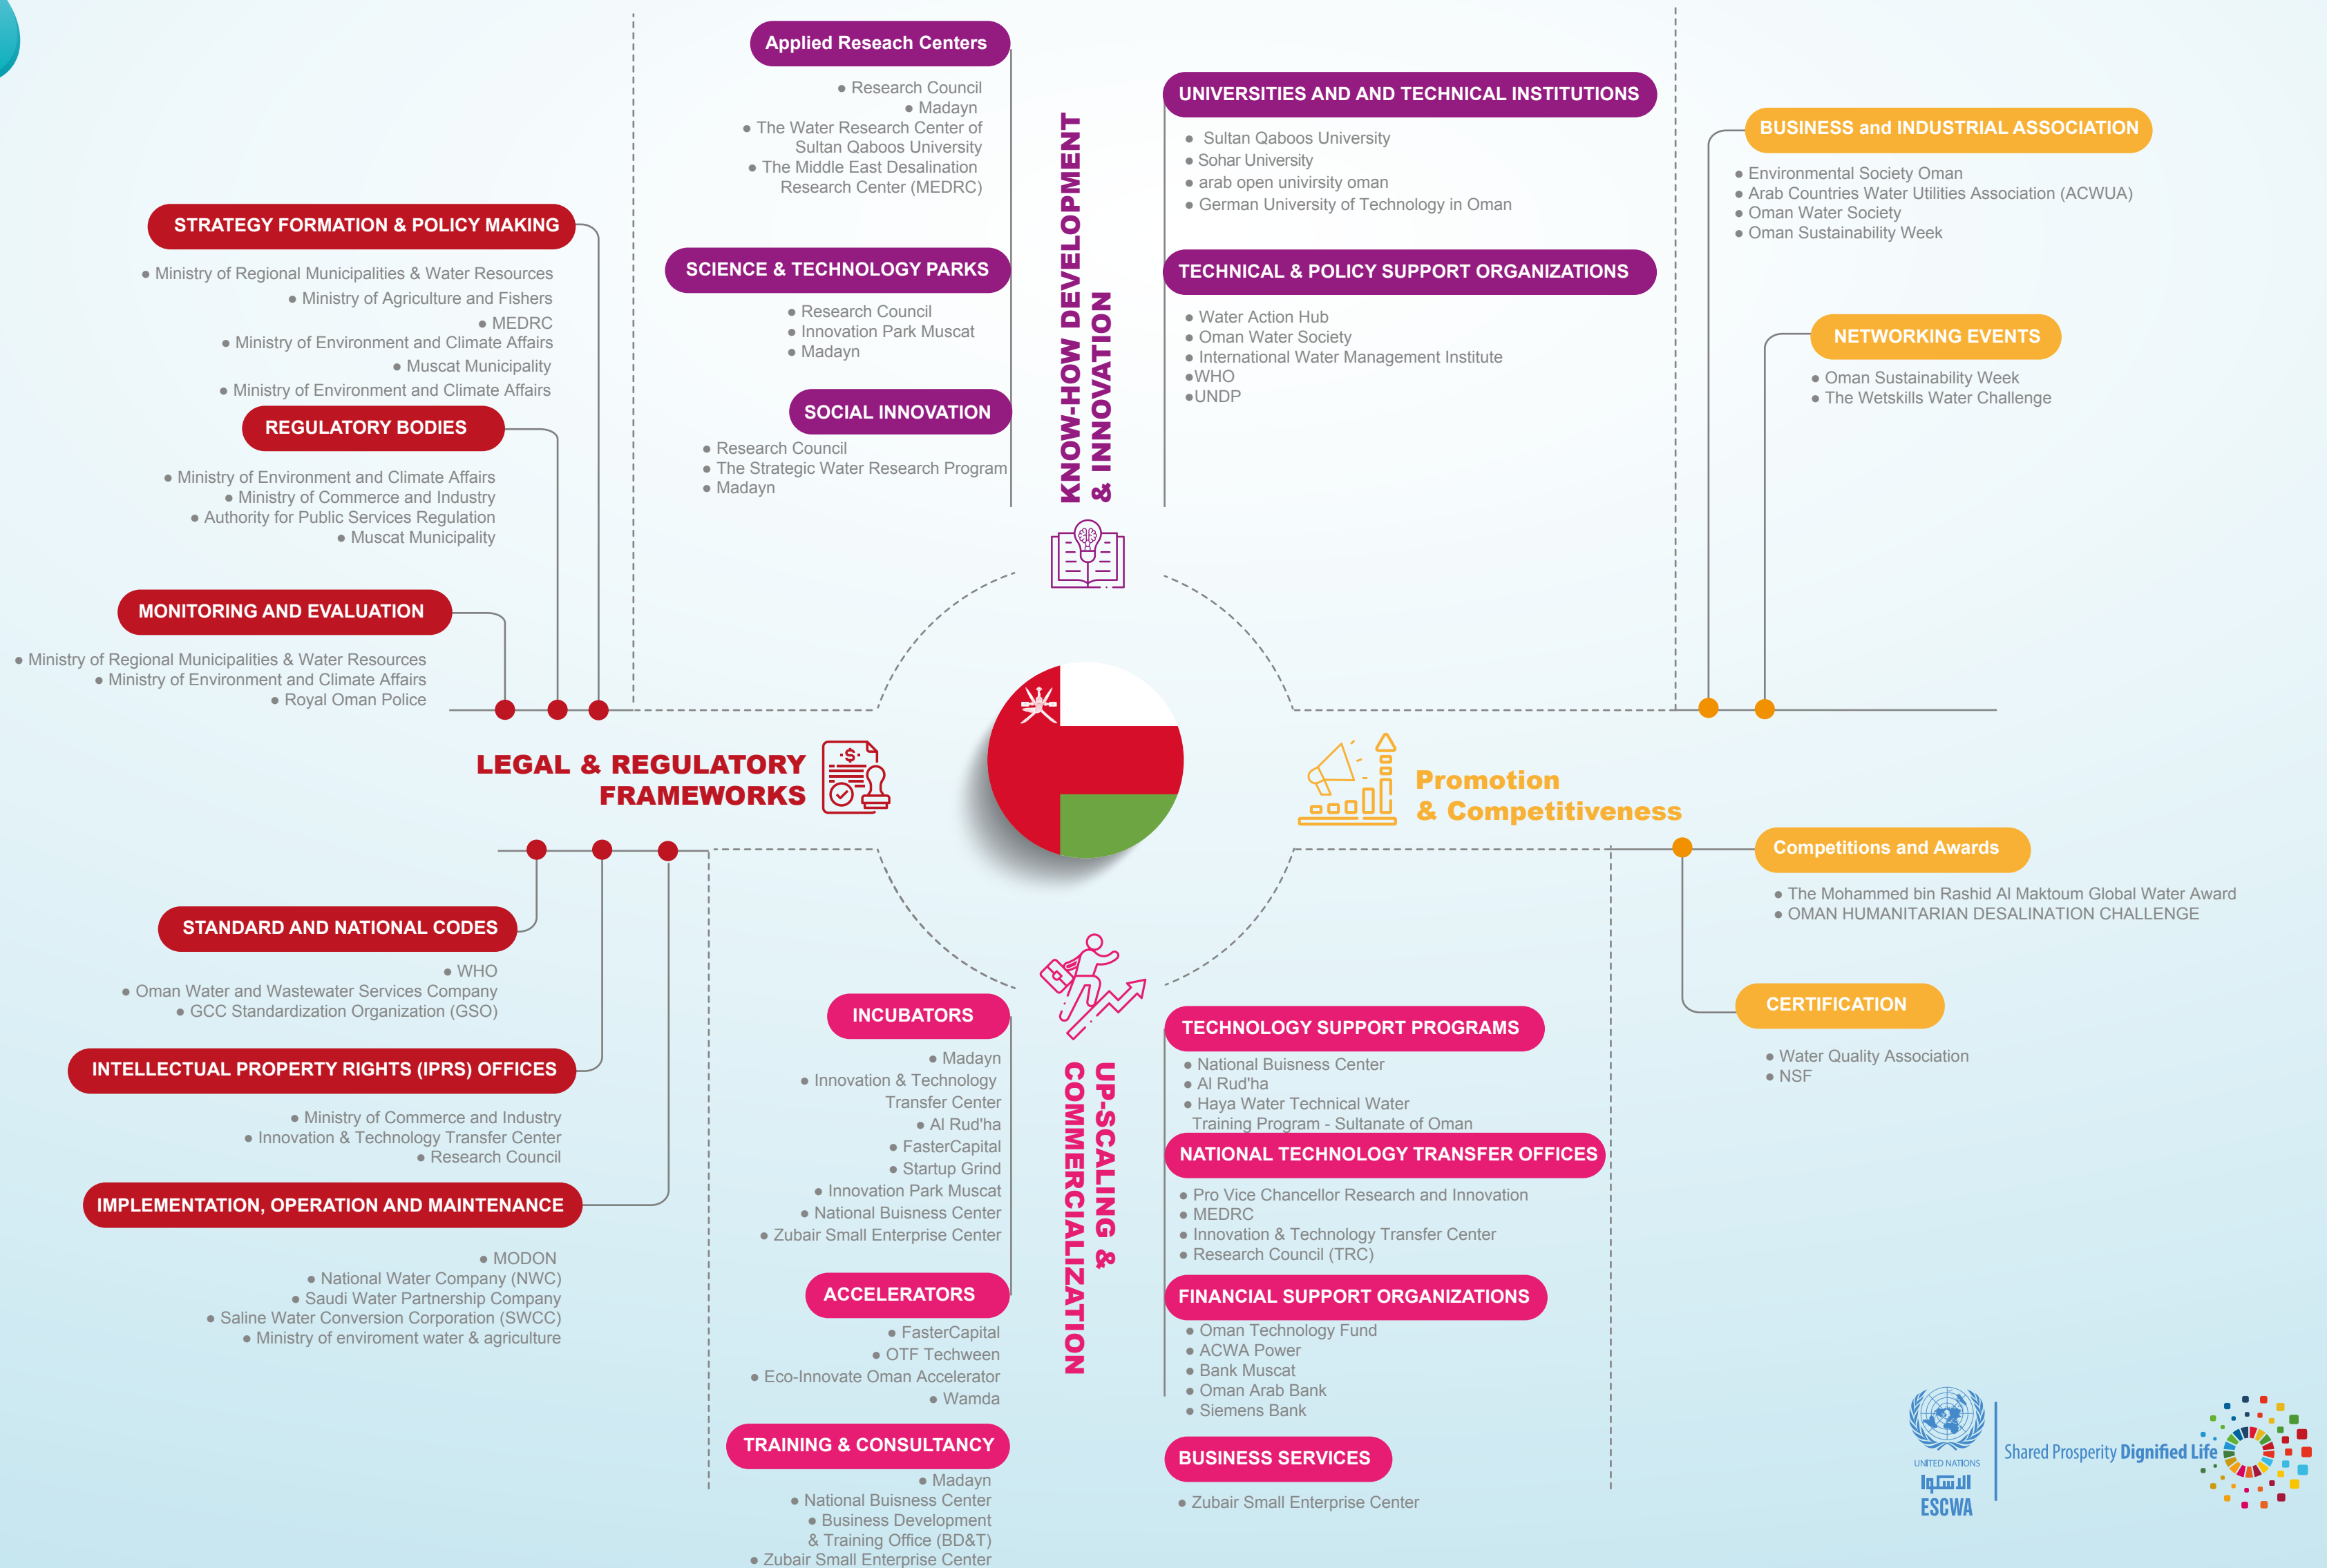 STRATEGY FORMATION & POLICY MAKING
● Ministry of Regional Municipalities & Water Resources
● Ministry of Agriculture and Fishers
● MEDRC
● Ministry of Environment and Climate Affairs
● Muscat Municipality
● Ministry of Environment and Climate Affairs
REGULATORY BODIES
● Ministry of Environment and Climate Affairs
● Ministry of Commerce and Industry
● Authority for Public Services Regulation
● Muscat Municipality
MONITORING AND EVALUATION
● Ministry of Regional Municipalities & Water Resources
● Ministry of Environment and Climate Affairs
● Royal Oman Police
LEGAL & REGULATORY
FRAMEWORKS
$
STANDARD AND NATIONAL CODES
● WHO
● Oman Water and Wastewater Services Company
● GCC Standardization Organization (GSO)
INTELLECTUAL PROPERTY RIGHTS (IPRS) OFFICES
● Ministry of Commerce and Industry
● Innovation & Technology Transfer Center
● Research Council
IMPLEMENTATION, OPERATION AND MAINTENANCE
● MODON
● National Water Company (NWC)
● Saudi Water Partnership Company
● Saline Water Conversion Corporation (SWCC)
● Ministry of enviroment water & agriculture
Applied Reseach Centers
● Research Council
● Madayn
● The Water Research Center of
Sultan Qaboos University
● The Middle East Desalination
Research Center (MEDRC)
SCIENCE & TECHNOLOGY PARKS
● Research Council
● Innovation Park Muscat
● Madayn
SOCIAL INNOVATION
● Research Council
● The Strategic Water Research Program
● Madayn
KNOW-HOW DEVELOPMENT
& INNOVATION
UNIVERSITIES AND AND TECHNICAL INSTITUTIONS
● Sultan Qaboos University
● Sohar University
● arab open univirsity oman
● German University of Technology in Oman
TECHNICAL & POLICY SUPPORT ORGANIZATIONS
● Water Action Hub
● Oman Water Society
● International Water Management Institute
●WHO
●UNDP
BUSINESS and INDUSTRIAL ASSOCIATION
● Environmental Society Oman
● Arab Countries Water Utilities Association (ACWUA)
● Oman Water Society
● Oman Sustainability Week
NETWORKING EVENTS
● Oman Sustainability Week
● The Wetskills Water Challenge
Promotion
& Competitiveness
Competitions and Awards
● The Mohammed bin Rashid Al Maktoum Global Water Award
● OMAN HUMANITARIAN DESALINATION CHALLENGE
CERTIFICATION
● Water Quality Association
● NSF
INCUBATORS
● Madayn
● Innovation & Technology
Transfer Center
● Al Rud'ha
● FasterCapital
● Startup Grind
● Innovation Park Muscat
● National Buisness Center
● Zubair Small Enterprise Center
ACCELERATORS
● FasterCapital
● OTF Techween
● Eco-Innovate Oman Accelerator
● Wamda
TRAINING & CONSULTANCY
● Madayn
● National Buisness Center
● Business Development
& Training Office (BD&T)
● Zubair Small Enterprise Center
UP-SCALING &
COMMERCIALIZATION
TECHNOLOGY SUPPORT PROGRAMS
● National Buisness Center
● Al Rud'ha
● Haya Water Technical Water
Training Program - Sultanate of Oman
NATIONAL TECHNOLOGY TRANSFER OFFICES
● Pro Vice Chancellor Research and Innovation
● MEDRC
● Innovation & Technology Transfer Center
● Research Council (TRC)
FINANCIAL SUPPORT ORGANIZATIONS
● Oman Technology Fund
● ACWA Power
● Bank Muscat
● Oman Arab Bank
● Siemens Bank
BUSINESS SERVICES
● Zubair Small Enterprise Center
UNITED NATIONS
الاسكوا
ESCWA
Shared Prosperity Dignified Life